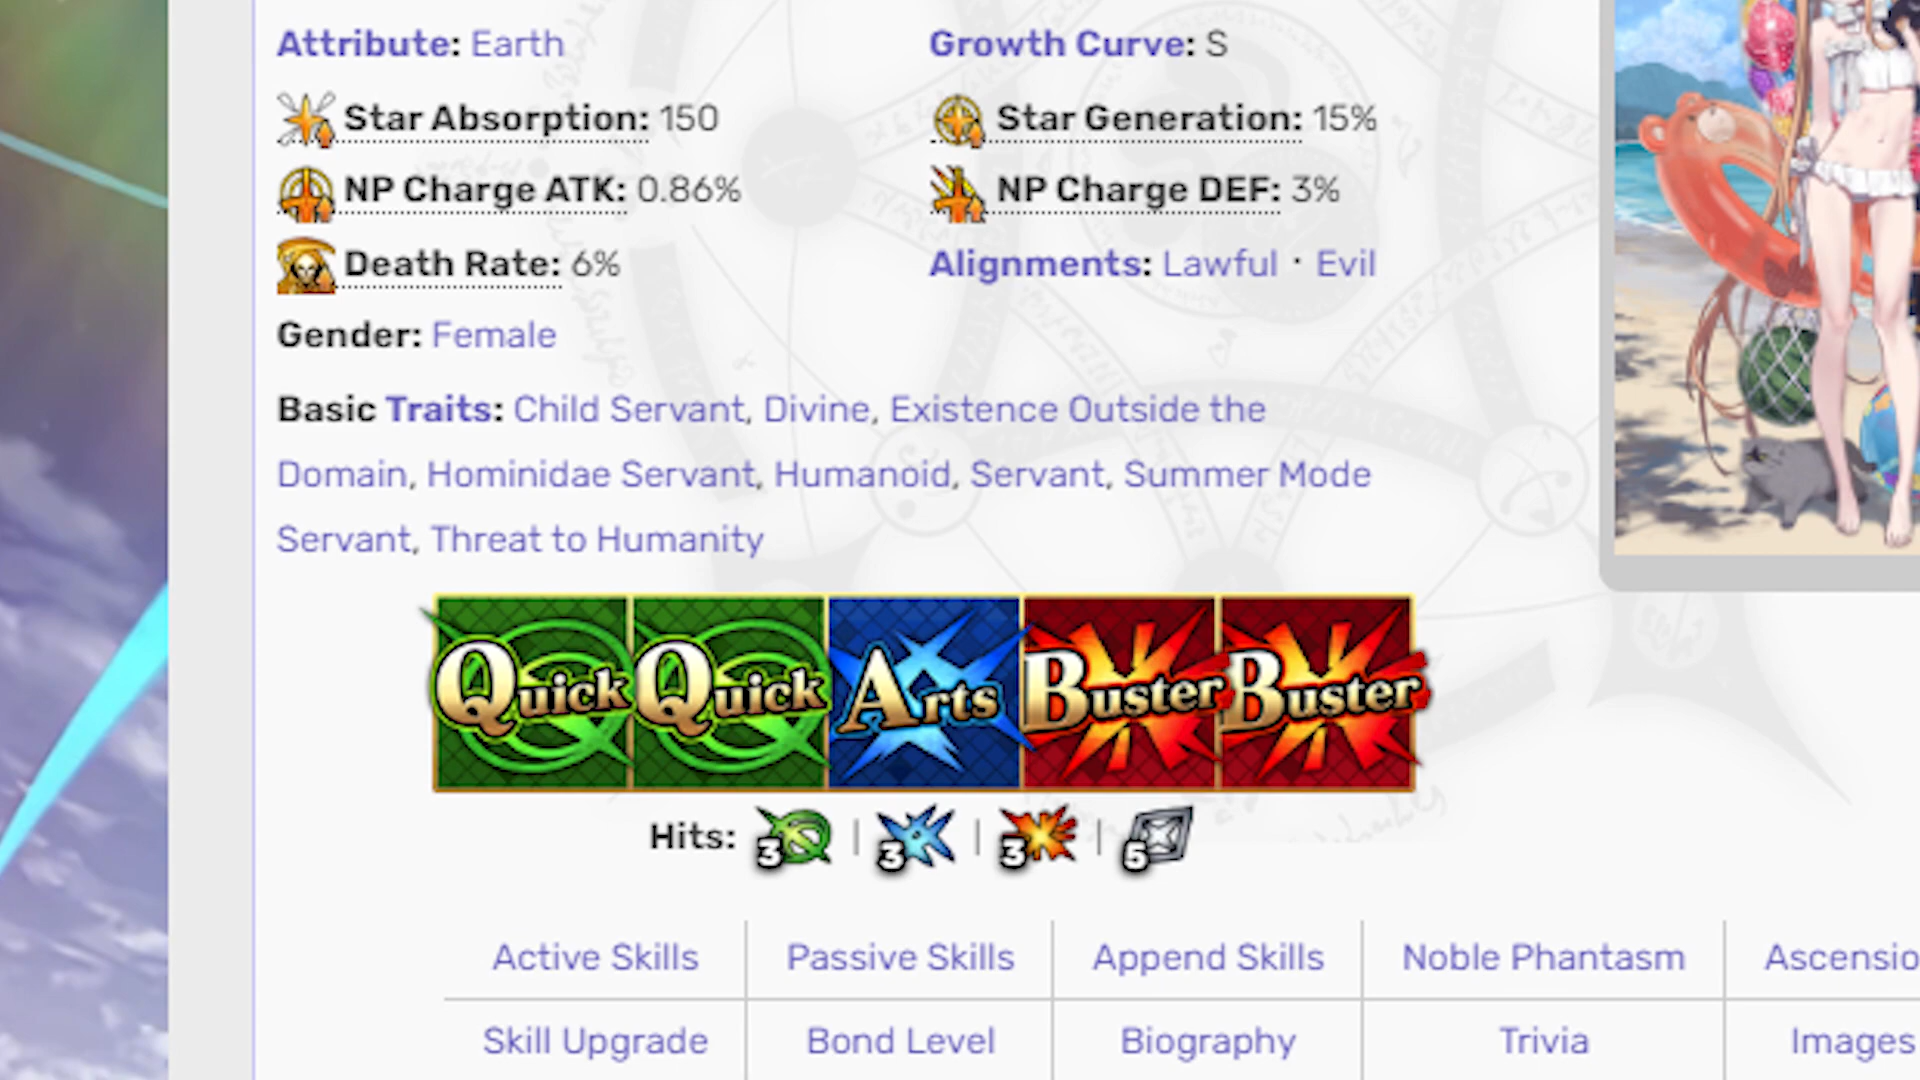 Attribute: Earth
Growth Curve: S
Star Absorption: 150
Star Generation: 15%
NP Charge ATK: 0.86%
NP Charge DEF: 3%
Death Rate: 6%
Alignments: Lawful・Evil
Gender: Female
Basic Traits: Child Servant, Divine, Existence Outside the
Domain, Hominidae Servant, Humanoid, Servant, Summer Mode
Servant, Threat to Humanity
Quick Quick Arts Buster Buster
Hits: 3 | 3 | 3 | 5
Active Skills Passive Skills Append Skills Noble Phantasm Ascensio
Skill Upgrade Bond Level Biography Trivia Images